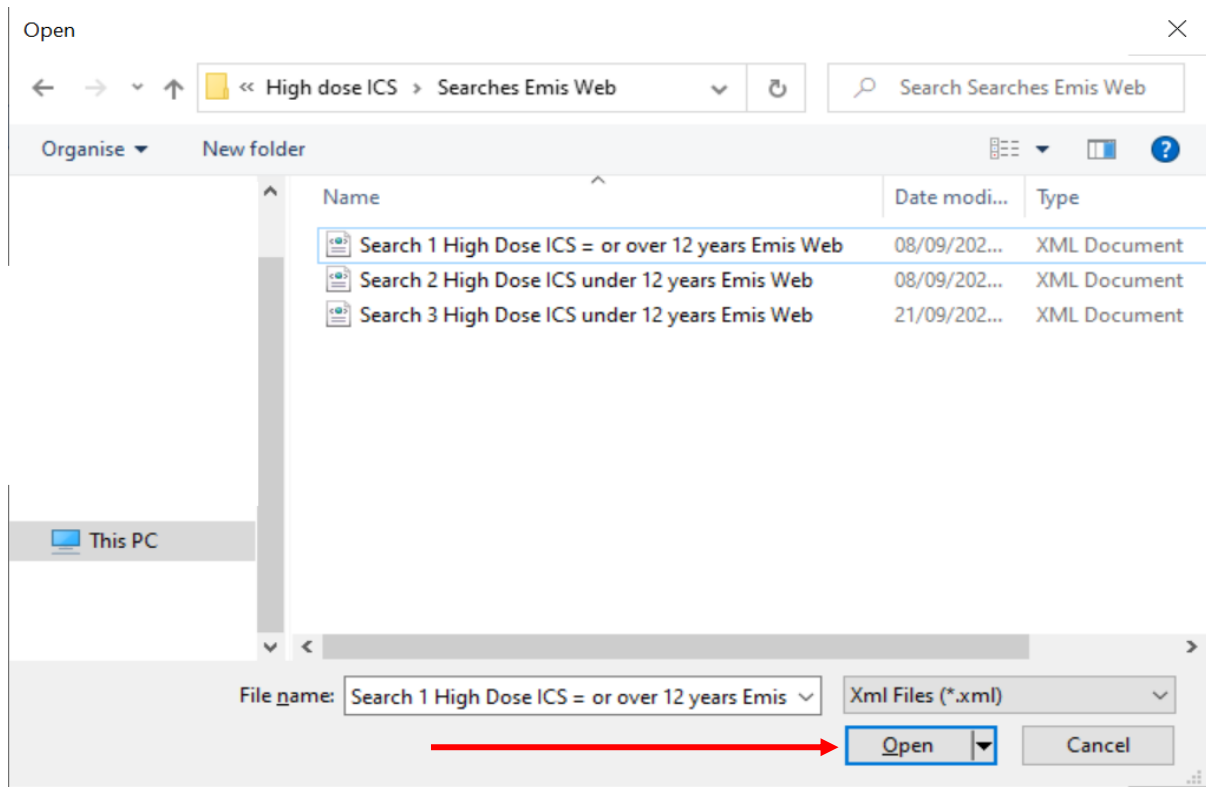 Open
« High dose ICS › Searches Emis Web
Search Searches Emis Web
Organise New folder
?
Name Date modi... Type
Search 1 High Dose ICS = or over 12 years Emis Web 08/09/202... XML Document
Search 2 High Dose ICS under 12 years Emis Web 08/09/202... XML Document
Search 3 High Dose ICS under 12 years Emis Web 21/09/202... XML Document
This PC
File name: Search 1 High Dose ICS = or over 12 years Emis Xml Files (*.xml)
Open Cancel